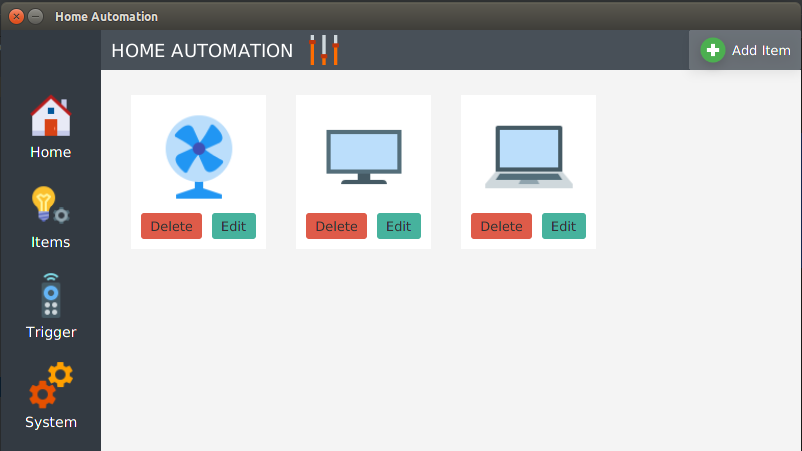 Home Automation
HOME AUTOMATION
Add Item
Home
Items
Trigger
System
Delete Edit
Delete Edit
Delete Edit